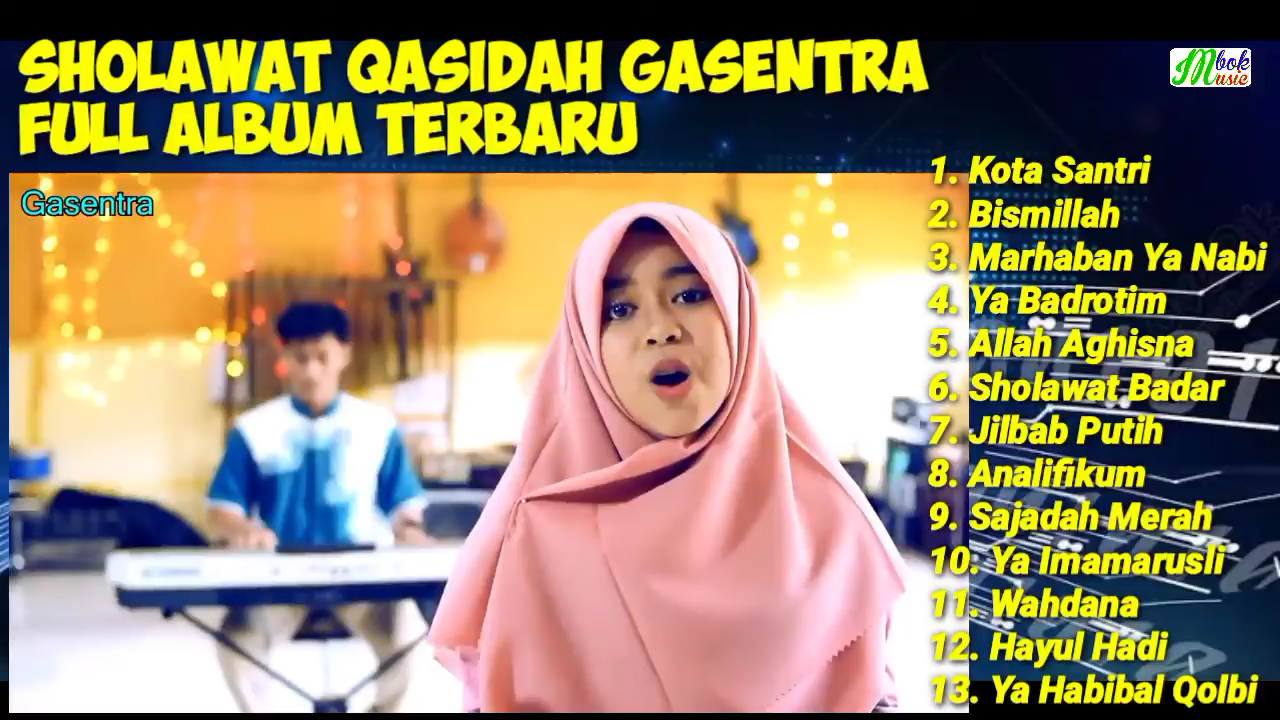 SHOLAWAT QASIDAH GASENTRA
FULL ALBUM TERBARU
Mbok
Music
Gasentra
1. Kota Santri
2. Bismillah
3. Marhaban Ya Nabi
4. Ya Badrotim
5. Allah Aghisna
6. Sholawat Badar
7. Jilbab Putih
8. Analifikum
9. Sajadah Merah
10. Ya Imamarusli
11. Wahdana
12. Hayul Hadi
13. Ya Habibal Qolbi